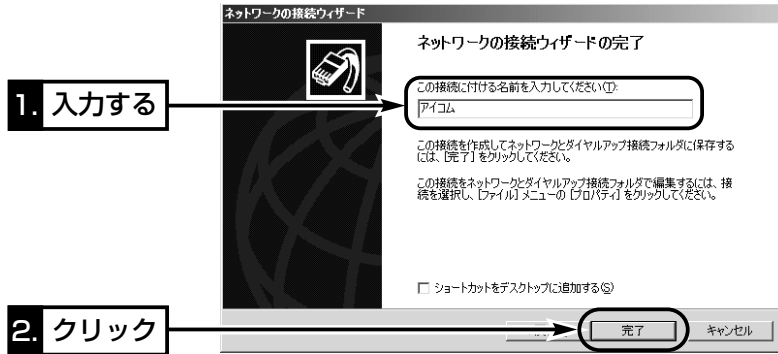 ネットワークの接続ウィザード
ネットワークの接続ウィザードの完了
この接続に付ける名前を入力してください(T):
1. 入力する
アイコム
この接続を作成してネットワークとダイヤルアップ接続フォルダに保存する
には、[完了] をクリックしてください。
この接続をネットワークとダイヤルアップ接続フォルダで編集するには、接
続を選択し、[ファイル] メニューの [プロパティ] をクリックしてください。
ショートカットをデスクトップに追加する(S)
2. クリック
完了
キャンセル